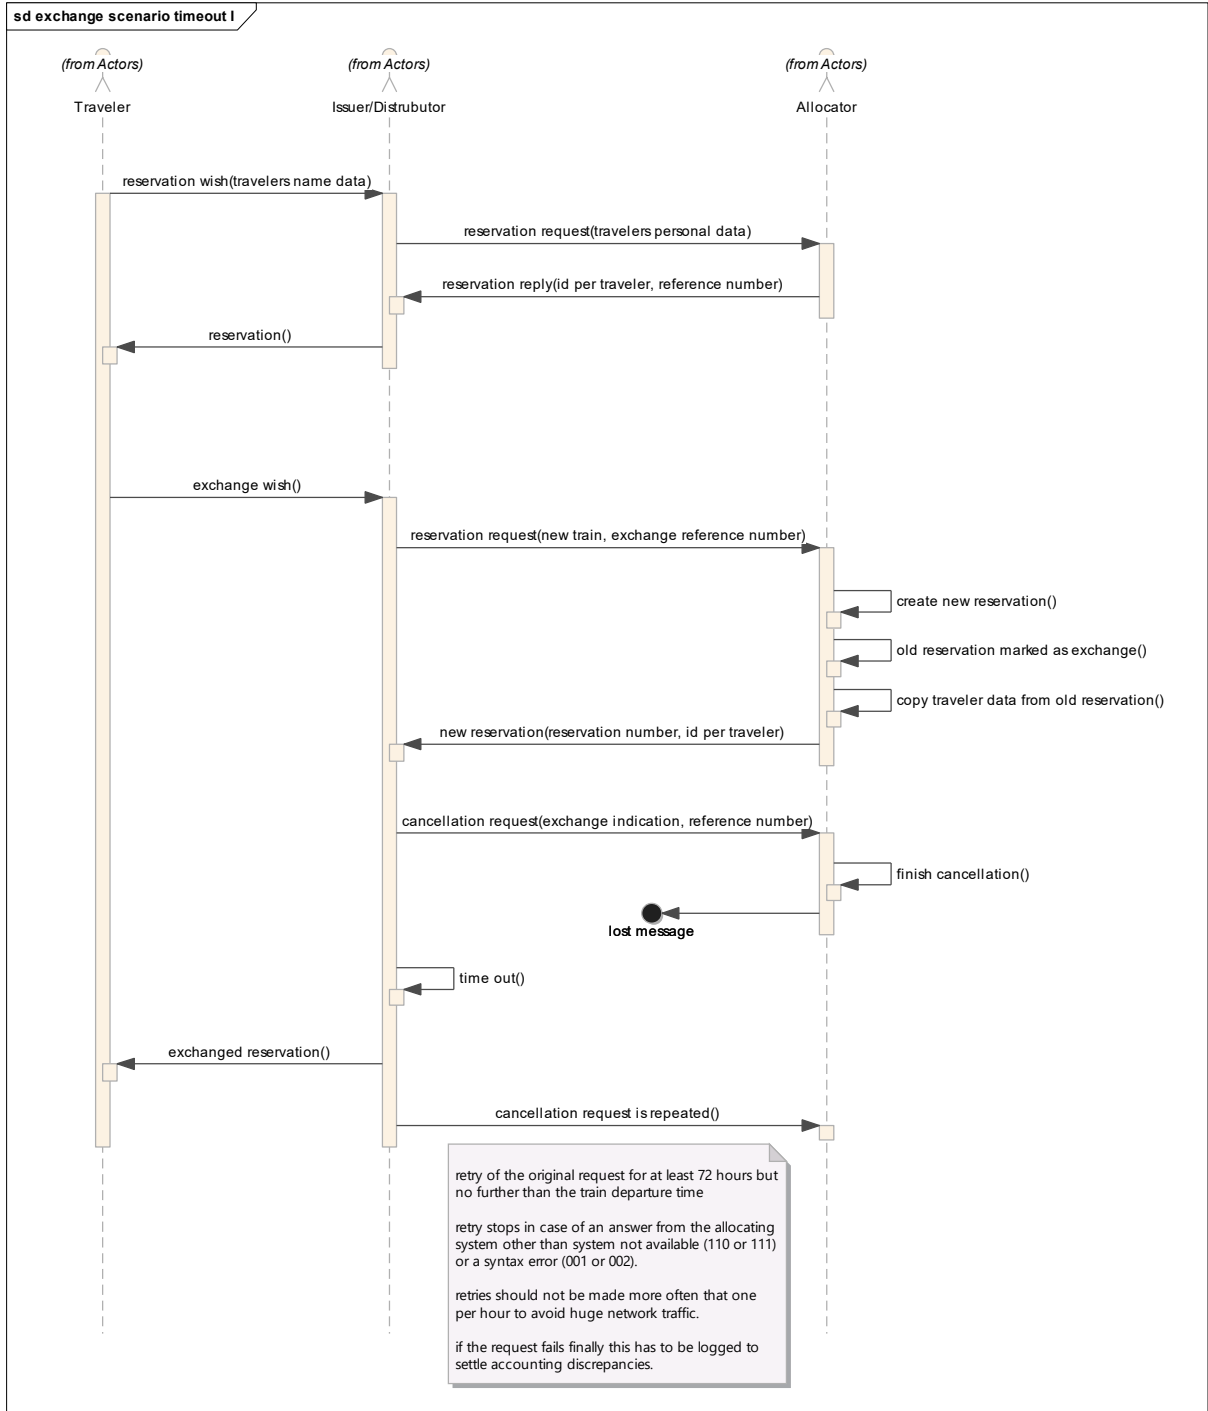 sd exchange scenario timeout I
(from Actors)
(from Actors)
(from Actors)
Traveler
Issuer/Distrubutor
Allocator
reservation wish(travelers name data)
reservation request(travelers personal data)
reservation reply(id per traveler, reference number)
reservation()
exchange wish()
reservation request(new train, exchange reference number)
create new reservation()
old reservation marked as exchange()
copy traveler data from old reservation()
new reservation(reservation number, id per traveler)
cancellation request(exchange indication, reference number)
finish cancellation()
lost message
time out()
exchanged reservation()
cancellation request is repeated()
retry of the original request for at least 72 hours but
no further than the train departure time
retry stops in case of an answer from the allocating
system other than system not available (110 or 111)
or a syntax error (001 or 002).
retries should not be made more often that one
per hour to avoid huge network traffic.
if the request fails finally this has to be logged to
settle accounting discrepancies.